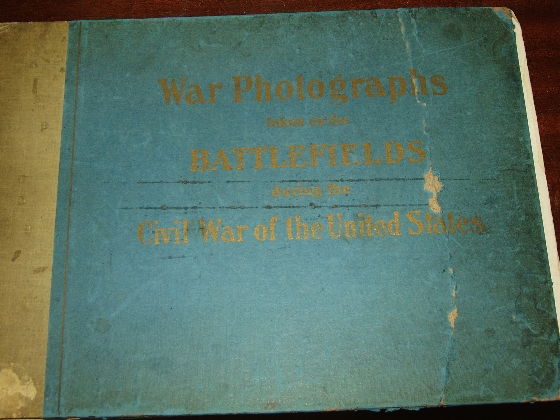 War Photographs
taken on the
BATTLEFIELDS
during the
Civil War of the United States.